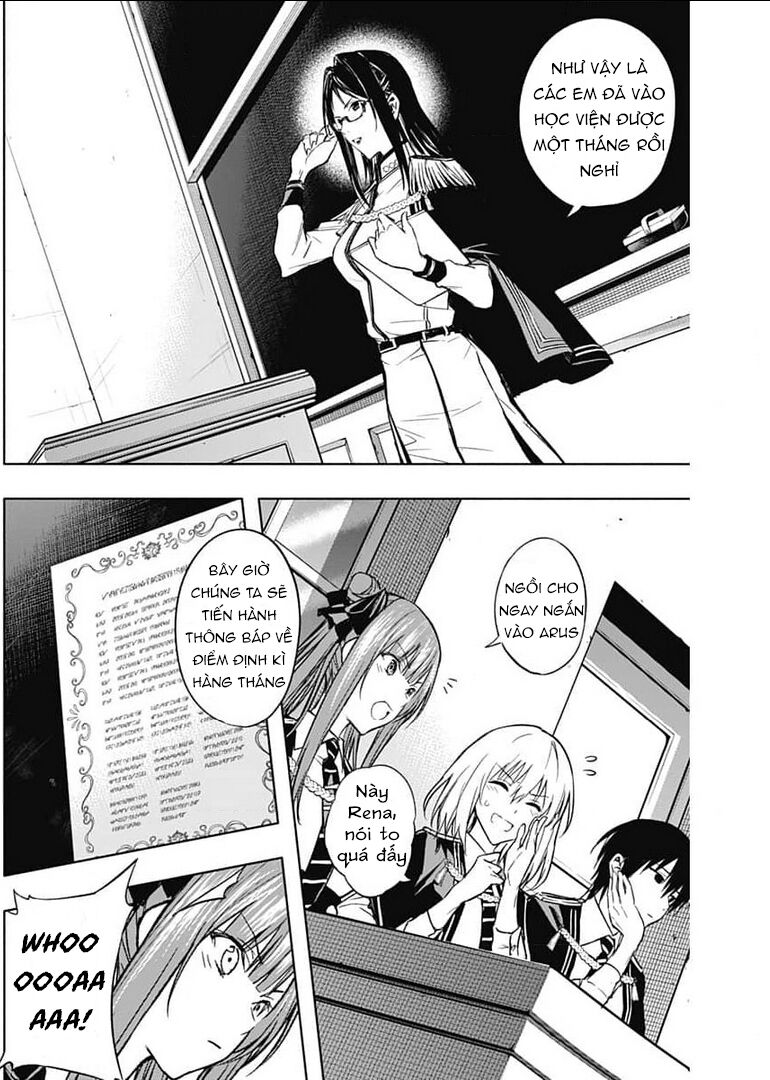 NHƯ VẬY LÀ
CÁC EM ĐÃ VÀO
HỌC VIỆN ĐƯỢC
MỘT THÁNG RỒI
NGHỈ
BÂY GIỜ
CHÚNG TA SẼ
TIẾN HÀNH
THÔNG BÁP VỀ
ĐIỂM ĐỊNH KÌ
HÀNG THÁNG
NGỒI CHO
NGAY NGẮN
VÀO ARUS
Này
Rena,
nói to
quá đấy
WHOO
OOOAA
AAA!